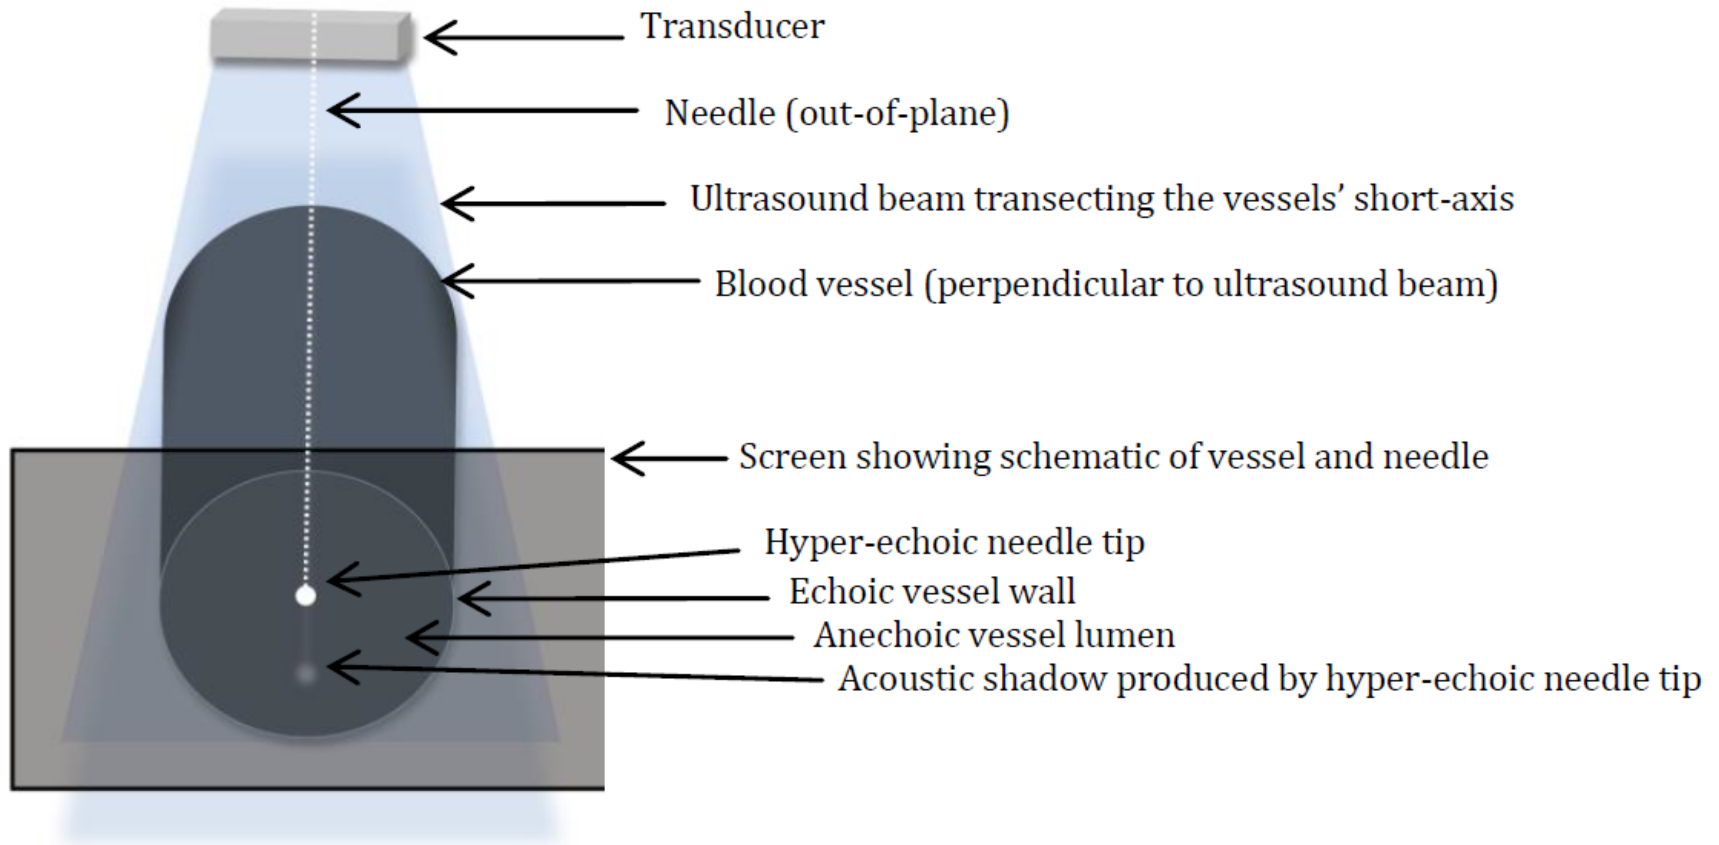 Transducer
Needle (out-of-plane)
Ultrasound beam transecting the vessels’ short-axis
Blood vessel (perpendicular to ultrasound beam)
Screen showing schematic of vessel and needle
Hyper-echoic needle tip
Echoic vessel wall
Anechoic vessel lumen
Acoustic shadow produced by hyper-echoic needle tip